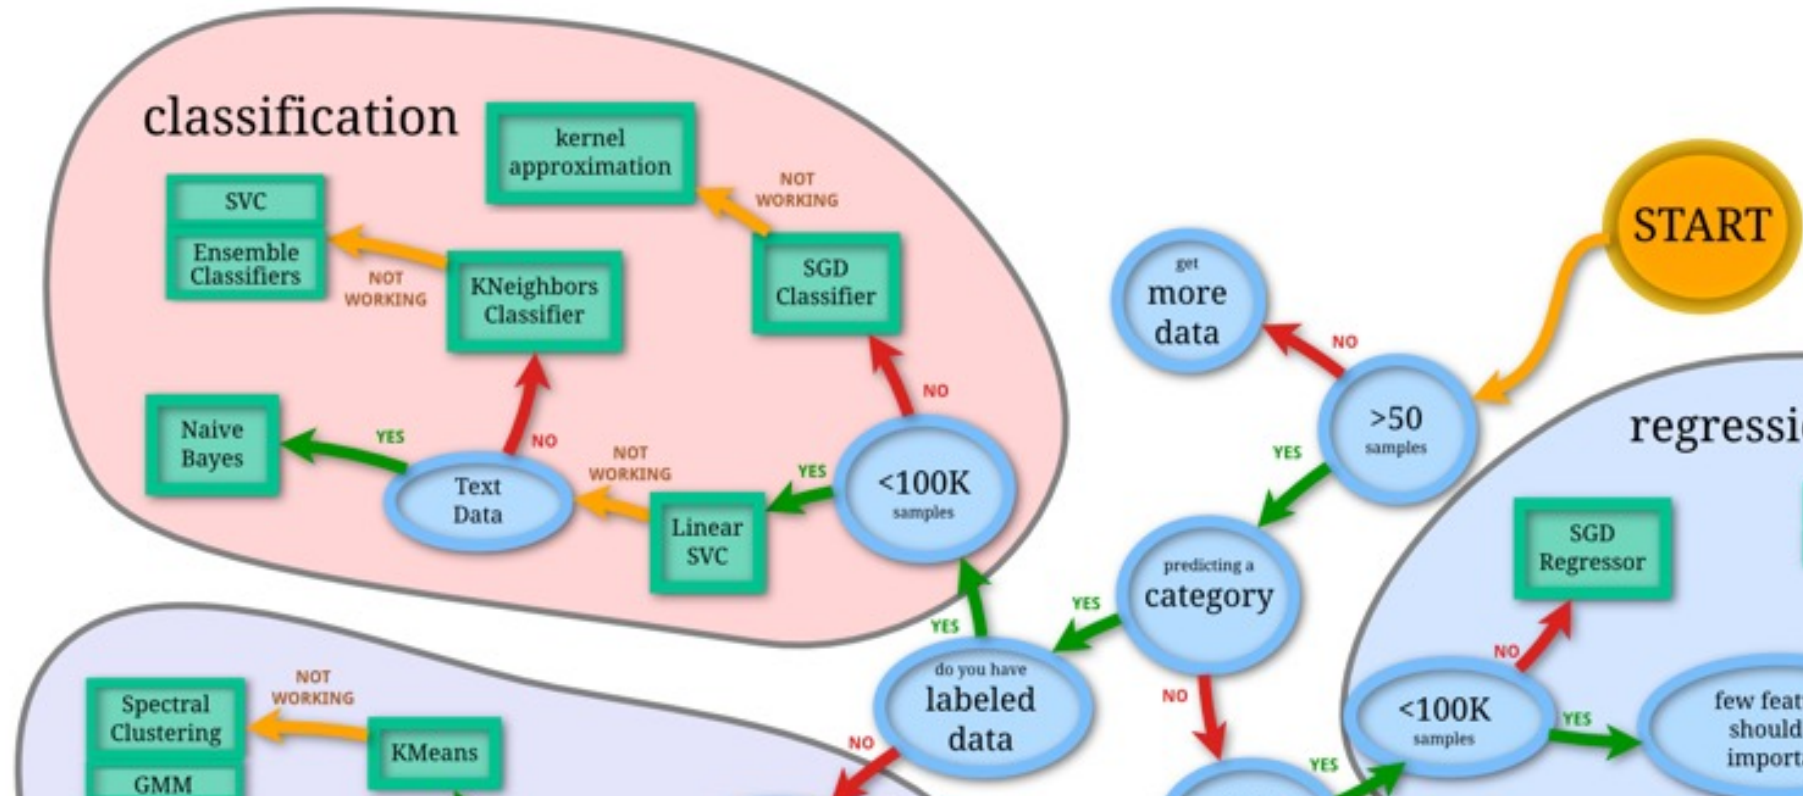 classification
kernel
approximation
NOT
WORKING
SVC
Ensemble
Classifiers
NOT
WORKING
KNeighbors
Classifier
SGD
Classifier
START
get
more
data
NO
NO
>50
samples
regressi
Naive
Bayes
YES
NO
Text
Data
NOT
WORKING
Linear
SVC
YES
<100K
samples
YES
predicting a
category
SGD
Regressor
YES
YES
do you have
labeled
data
NO
NO
NO
<100K
samples
YES
few feat
should
import
YES
Spectral
Clustering
GMM
NOT
WORKING
KMeans